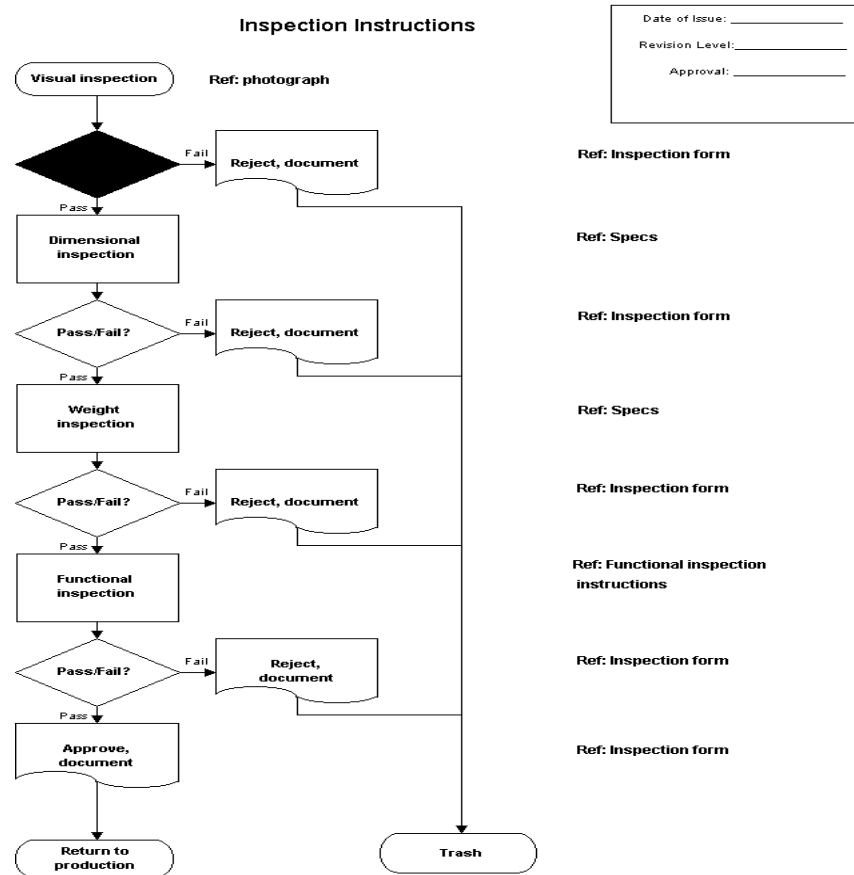 Inspection Instructions
Date of Issue:
Revision Level:
Approval:
Visual inspection
Ref: photograph
Fail
Reject, document
Ref: Inspection form
Pass
Dimensional
inspection
Ref: Specs
Pass/Fail?
Fail
Reject, document
Ref: Inspection form
Pass
Weight
inspection
Ref: Specs
Pass/Fail?
Fail
Reject, document
Ref: Inspection form
Pass
Functional
inspection
Ref: Functional inspection
instructions
Pass/Fail?
Fail
Reject,
document
Ref: Inspection form
Pass
Approve,
document
Ref: Inspection form
Return to
production
Trash